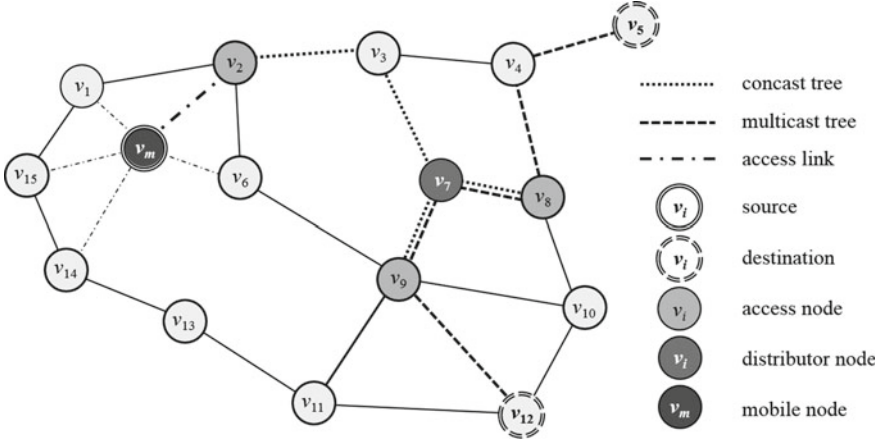 v5
v2
v3
v4
v1
concast tree
multicast tree
vm
access link
v15
v6
v7
v8
vi
source
vi
destination
v14
v9
v10
vi
access node
v13
vi
distributor node
v11
v12
vm
mobile node